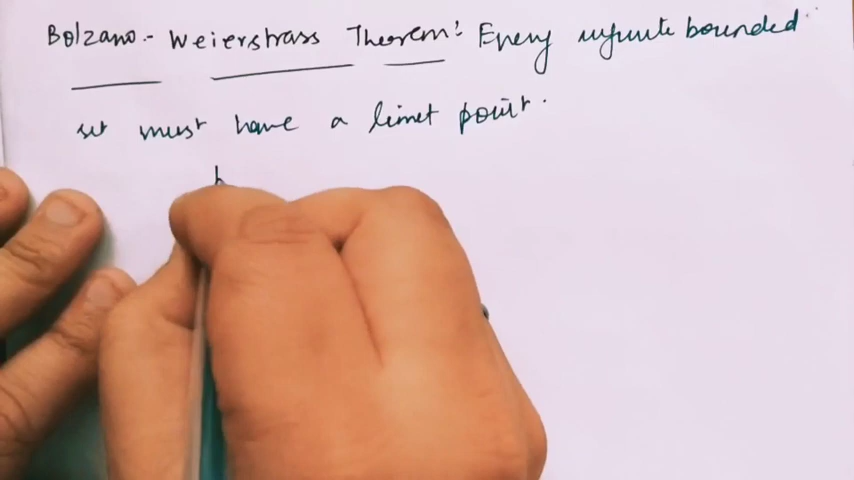 Bolzano - Weierstrass Theorem: Every infinite bounded
set must have a limit point.